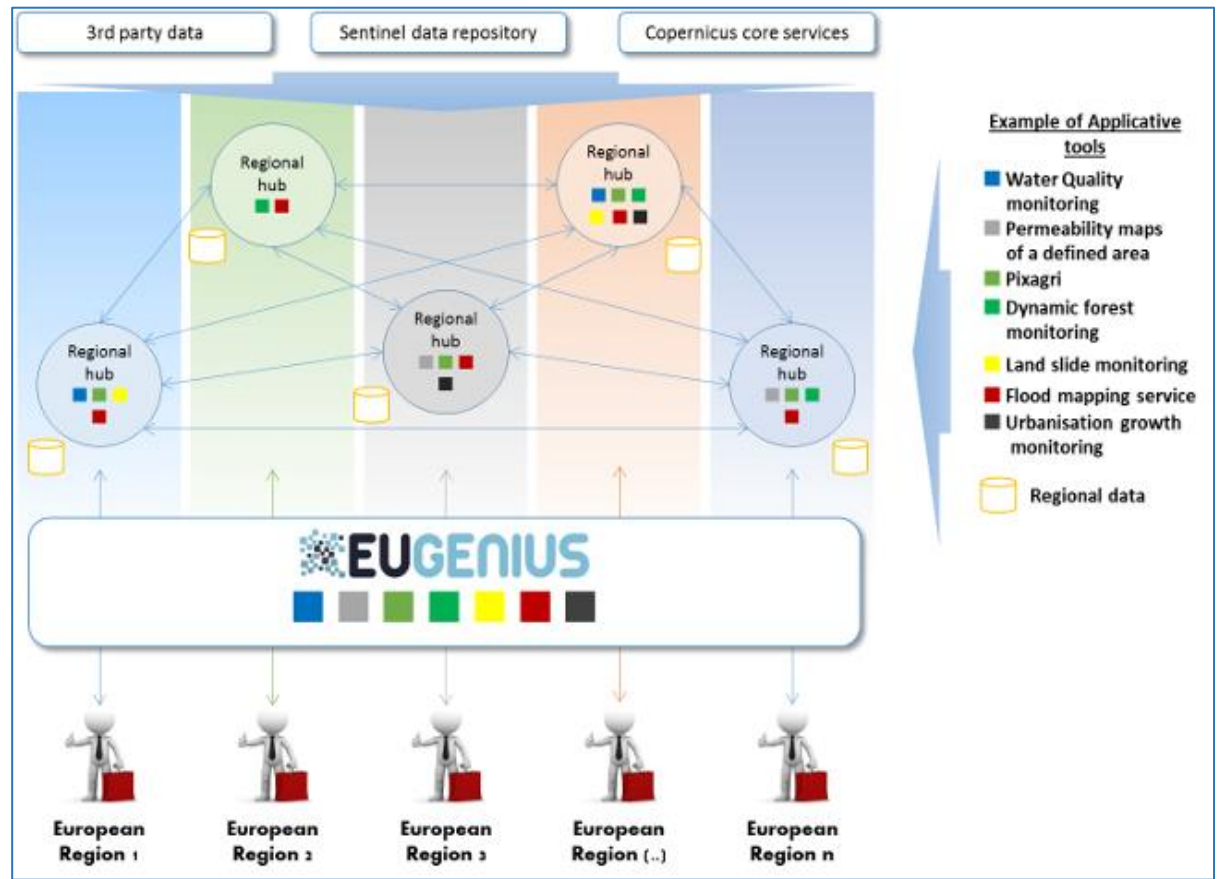 3rd party data
Sentinel data repository
Copernicus core services
Regional
hub
Regional
hub
Regional
hub
Regional
hub
Regional
hub
Example of Applicative
tools
Water Quality
monitoring
Permeability maps
of a defined area
Pixagri
Dynamic forest
monitoring
Land slide monitoring
Flood mapping service
Urbanisation growth
monitoring
Regional data
EUGENIUS
European
Region 1
European
Region 2
European
Region 3
European
Region (..)
European
Region n